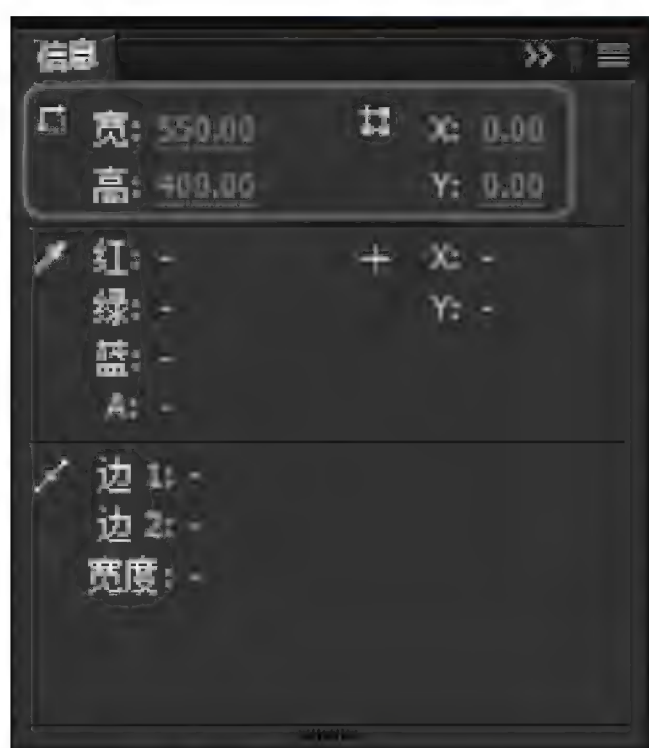 信息
宽: 550.00 X: 0.00
高: 400.00 Y: 0.00
红: - X: -
绿: - Y: -
蓝: -
A: -
边 1: -
边 2: -
宽度: -